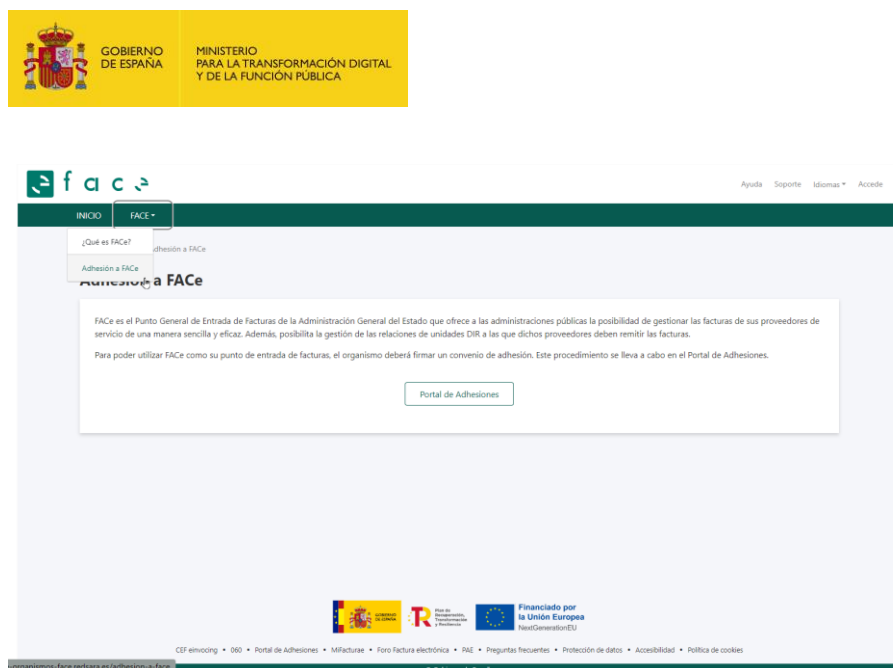 GOBIERNO
DE ESPAÑA
MINISTERIO
PARA LA TRANSFORMACIÓN DIGITAL
Y DE LA FUNCIÓN PÚBLICA
face
Ayuda Soporte Idiomas Accede
INICIO FACE
¿Qué es FACe?
Adhesión a FACe
Adhesión a FACe
Adhesión a FACe
FACe es el Punto General de Entrada de Facturas de la Administración General del Estado que ofrece a las administraciones públicas la posibilidad de gestionar las facturas de sus proveedores de
servicio de una manera sencilla y eficaz. Además, posibilita la gestión de las relaciones de unidades DIR a las que dichos proveedores deben remitir las facturas.
Para poder utilizar FACe como su punto de entrada de facturas, el organismo deberá firmar un convenio de adhesión. Este procedimiento se lleva a cabo en el Portal de Adhesiones.
Portal de Adhesiones
GOBIERNO
DE ESPAÑA
Plan de
Recuperación,
Transformación
y Resiliencia
Financiado por
la Unión Europea
NextGenerationEU
CEF einvocing • 060 • Portal de Adhesiones • MiFacturae • Foro Factura electrónica • PAE • Preguntas frecuentes • Protección de datos • Accesibilidad • Política de cookies
organismos-face.redsara.es/adhesion-a-face